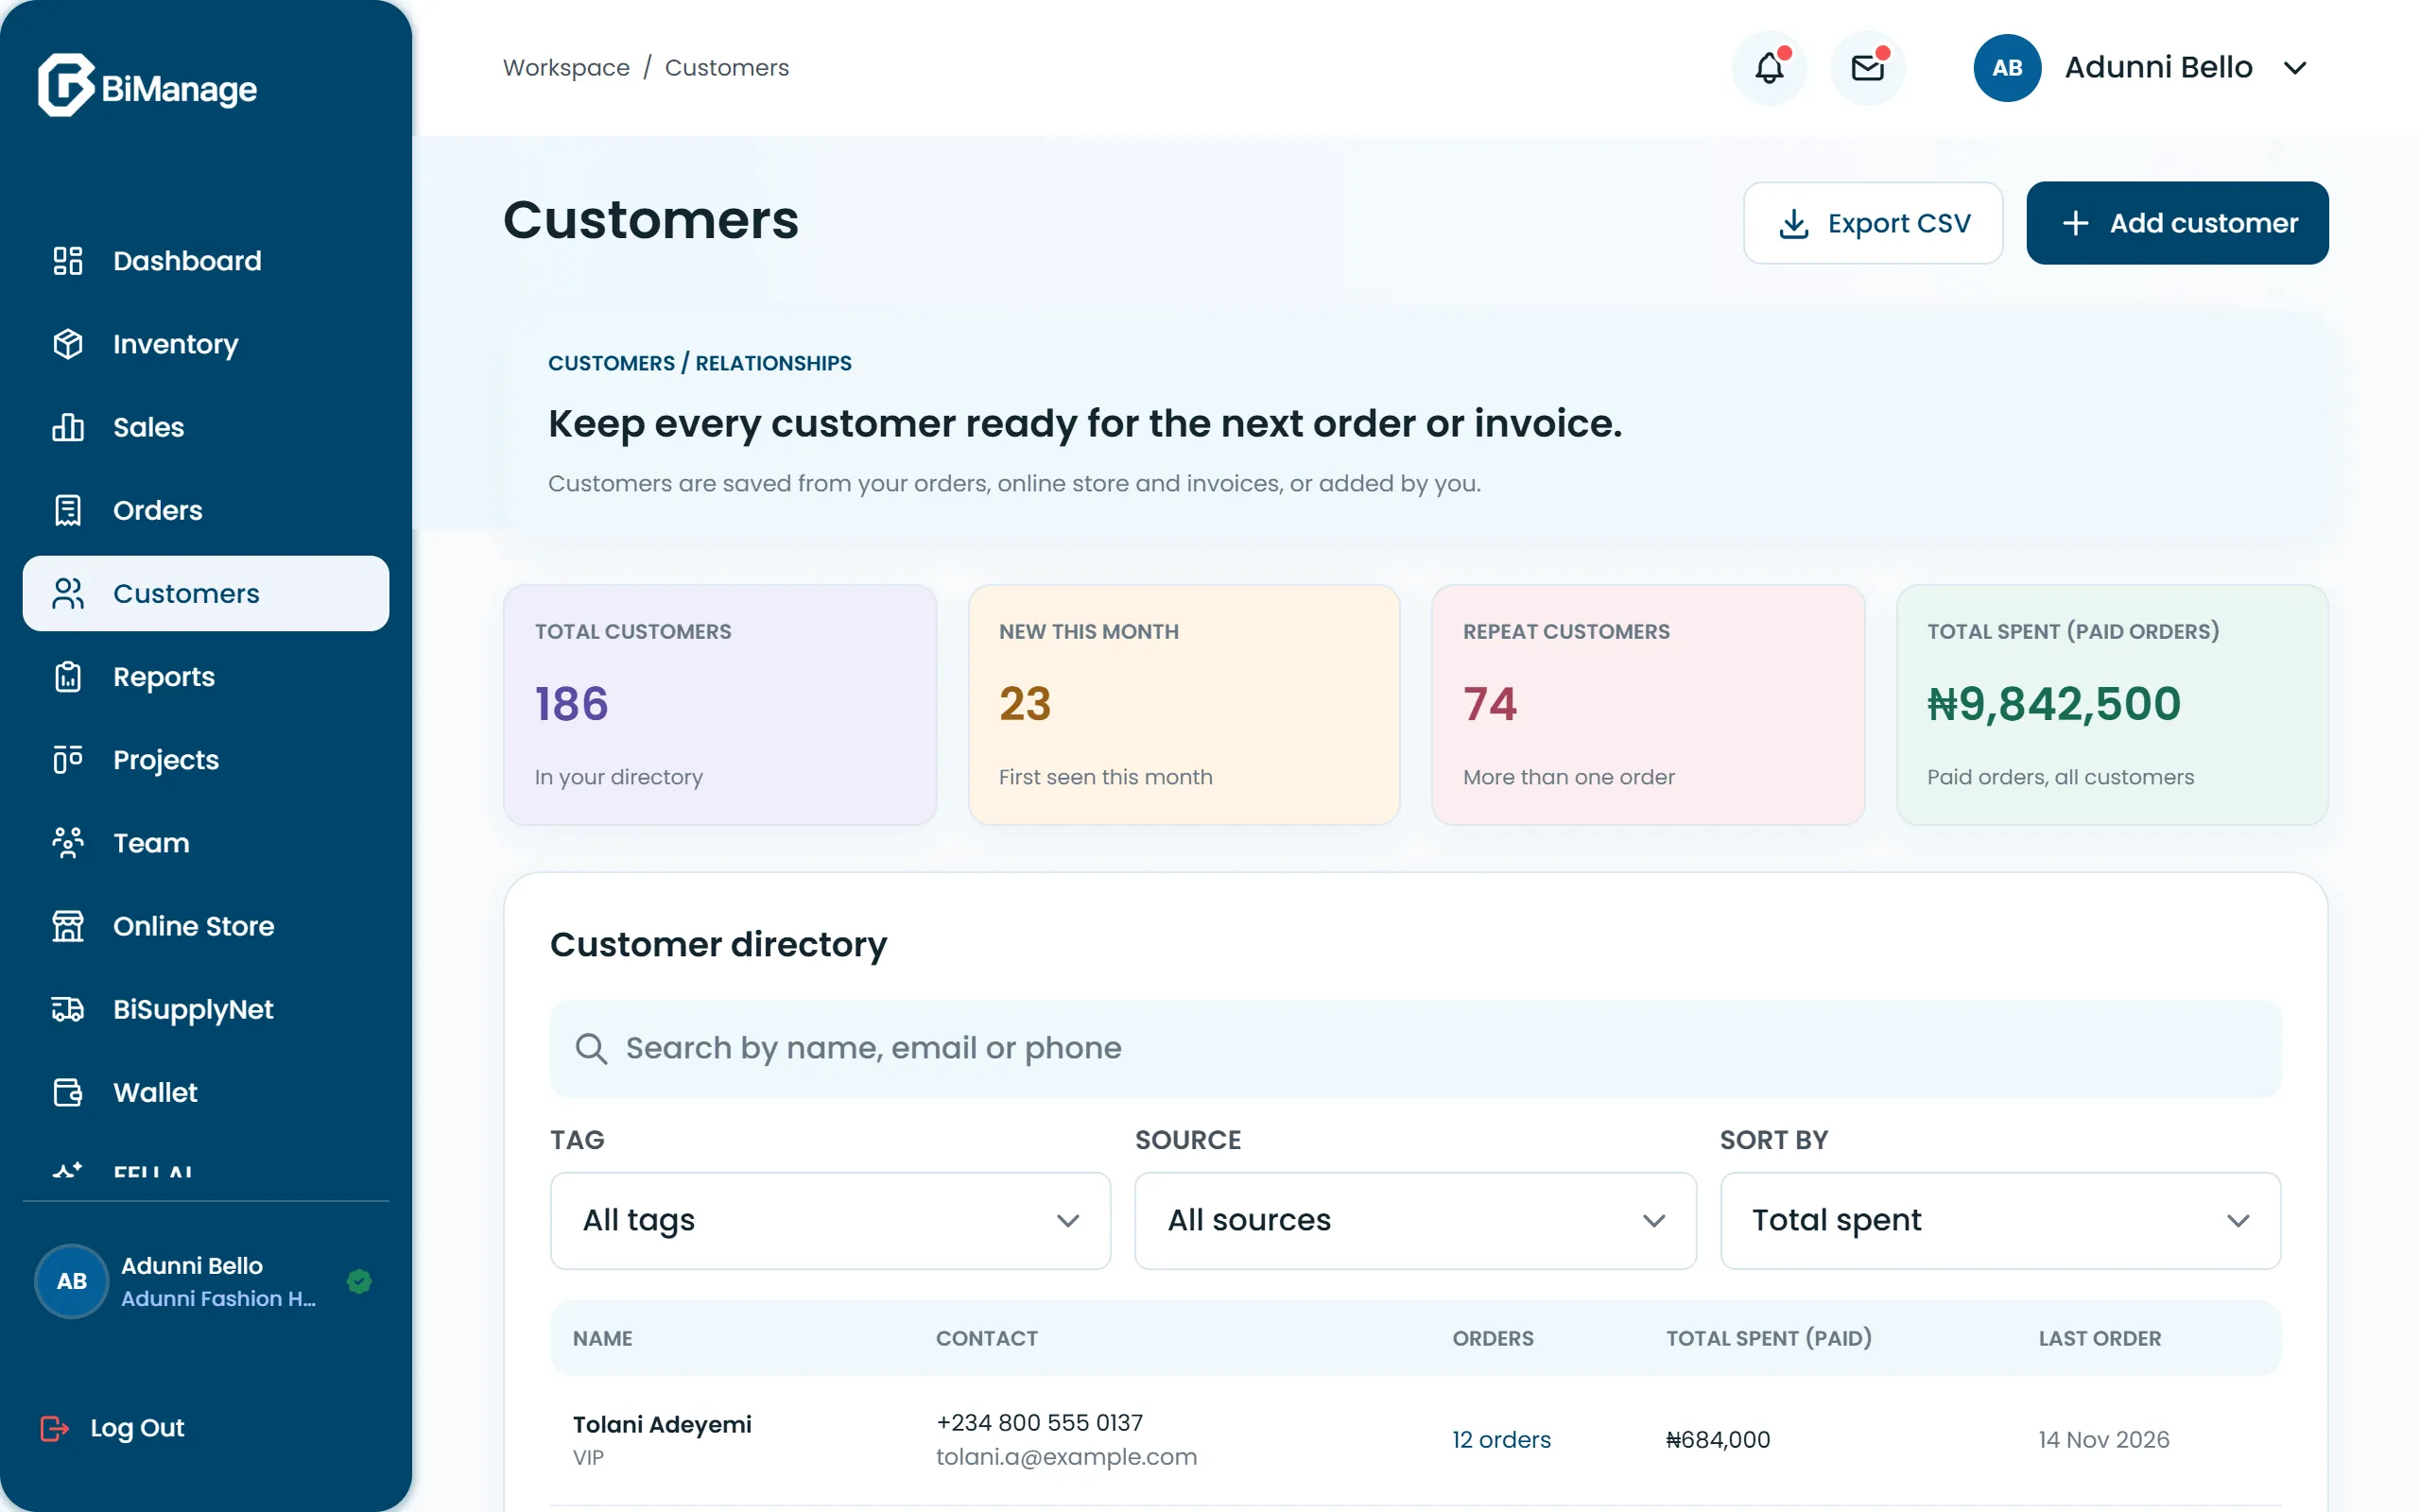 BiManage
Workspace / Customers
AB
Adunni Bello
Dashboard
Inventory
Sales
Orders
Customers
Reports
Projects
Team
Online Store
BiSupplyNet
Wallet
AB
Adunni Bello
Adunni Fashion H...
Log Out
Customers
Export CSV
Add customer
CUSTOMERS / RELATIONSHIPS
Keep every customer ready for the next order or invoice.
Customers are saved from your orders, online store and invoices, or added by you.
TOTAL CUSTOMERS
186
In your directory
NEW THIS MONTH
23
First seen this month
REPEAT CUSTOMERS
74
More than one order
TOTAL SPENT (PAID ORDERS)
₦9,842,500
Paid orders, all customers
Customer directory
Search by name, email or phone
TAG
All tags
SOURCE
All sources
SORT BY
Total spent
NAME CONTACT ORDERS TOTAL SPENT (PAID) LAST ORDER
Tolani Adeyemi
VIP
+234 800 555 0137
tolani.a@example.com
12 orders
₦684,000
14 Nov 2026